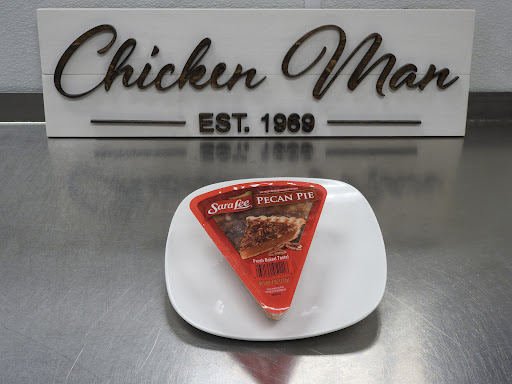 Chicken Man
EST. 1969
Sara Lee PECAN PIE
Fresh Baked Taste!